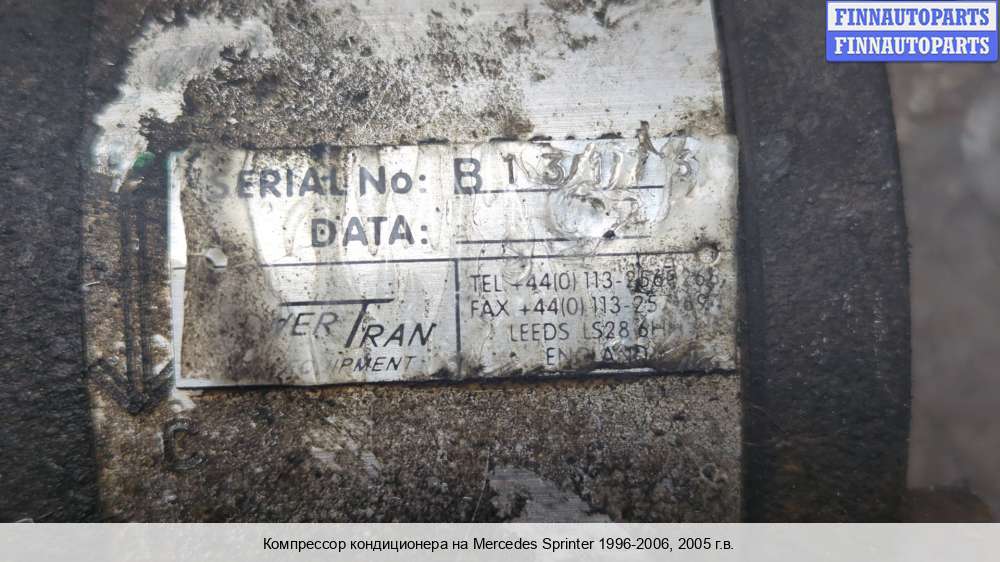 FINNAUTOPARTS
FINNAUTOPARTS
SERIAL No: B
DATA:
TRAN
TEL +44(0) 113-
FAX +44(0) 113-25
LEEDS LS28 6H
ENGLAND
C
Компрессор кондиционера на Mercedes Sprinter 1996-2006, 2005 г.в.